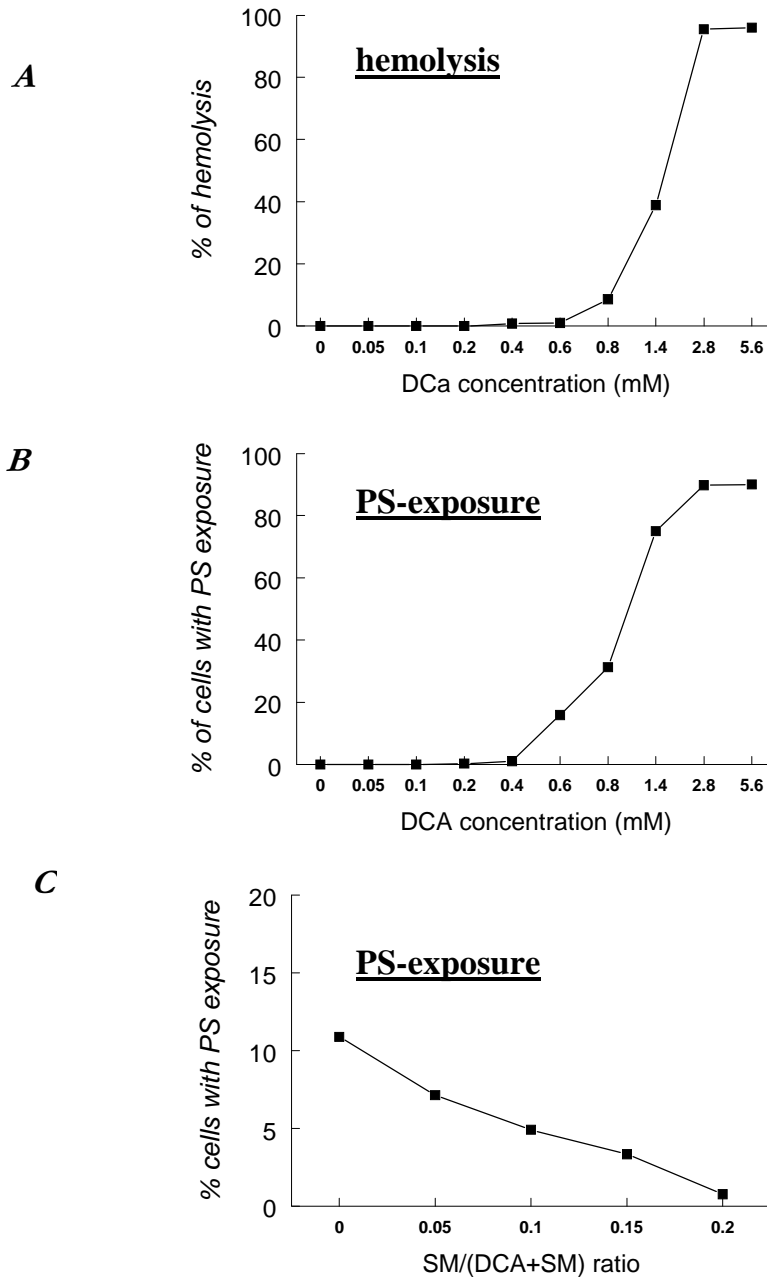 A
hemolysis
% of hemolysis
100
80
60
40
20
0
0 0.05 0.1 0.2 0.4 0.6 0.8 1.4 2.8 5.6
DCa concentration (mM)
B
PS-exposure
% of cells with PS exposure
100
80
60
40
20
0
0 0.05 0.1 0.2 0.4 0.6 0.8 1.4 2.8 5.6
DCA concentration (mM)
C
PS-exposure
% cells with PS exposure
20
15
10
5
0
0 0.05 0.1 0.15 0.2
SM/(DCA+SM) ratio